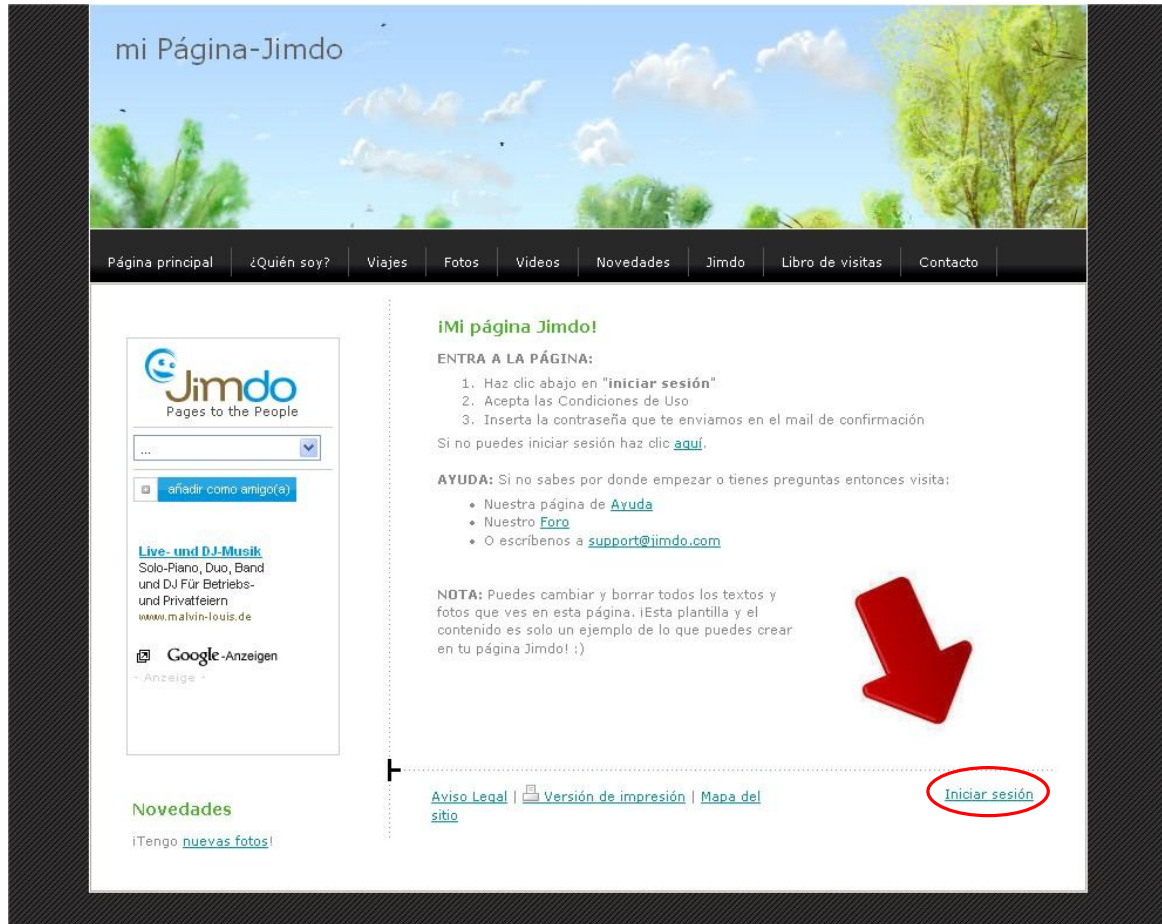 mi Página-Jimdo
Página principal
¿Quién soy?
Viajes
Fotos
Videos
Novedades
Jimdo
Libro de visitas
Contacto
Jimdo
Pages to the People
...
añadir como amigo(a)
Live- und DJ-Musik
Solo-Piano, Duo, Band
und DJ Für Betriebs-
und Privatfeiern
www.malvin-louis.de
Google-Anzeigen
- Anzeige -
Novedades
¡Tengo nuevas fotos!
¡Mi página Jimdo!
ENTRA A LA PÁGINA:
1. Haz clic abajo en "iniciar sesión"
2. Acepta las Condiciones de Uso
3. Inserta la contraseña que te enviamos en el mail de confirmación
Si no puedes iniciar sesión haz clic aquí.
AYUDA: Si no sabes por donde empezar o tienes preguntas entonces visita:
• Nuestra página de Ayuda
• Nuestro Foro
• O escríbenos a support@jimdo.com
NOTA: Puedes cambiar y borrar todos los textos y
fotos que ves en esta página. ¡Esta plantilla y el
contenido es solo un ejemplo de lo que puedes crear
en tu página Jimdo! :)
Aviso Legal | Versión de impresión | Mapa del
sitio
Iniciar sesión